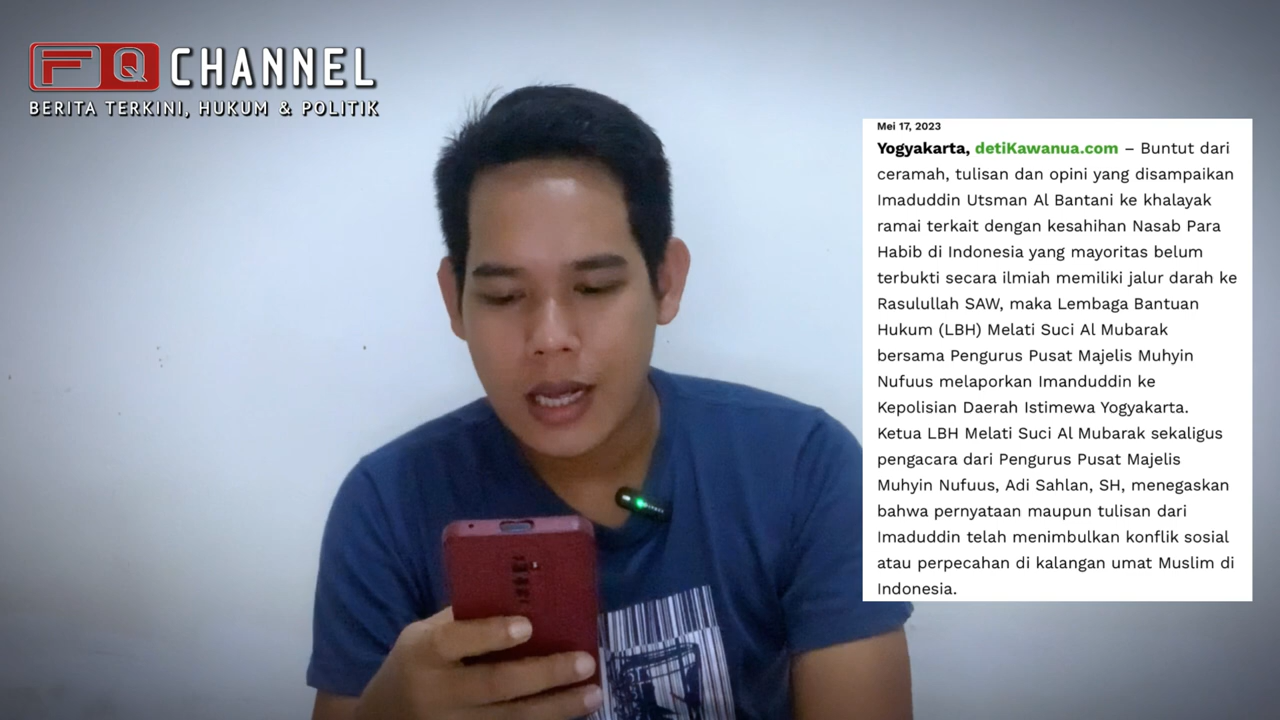 FQ CHANNEL
BERITA TERKINI, HUKUM & POLITIK
Mei 17, 2023
Yogyakarta, detiKawanua.com – Buntut dari
ceramah, tulisan dan opini yang disampaikan
Imaduddin Utsman Al Bantani ke khalayak
ramai terkait dengan kesahihan Nasab Para
Habib di Indonesia yang mayoritas belum
terbukti secara ilmiah memiliki jalur darah ke
Rasulullah SAW, maka Lembaga Bantuan
Hukum (LBH) Melati Suci Al Mubarak
bersama Pengurus Pusat Majelis Muhyin
Nufuus melaporkan Imanduddin ke
Kepolisian Daerah Istimewa Yogyakarta.
Ketua LBH Melati Suci Al Mubarak sekaligus
pengacara dari Pengurus Pusat Majelis
Muhyin Nufuus, Adi Sahlan, SH, menegaskan
bahwa pernyataan maupun tulisan dari
Imaduddin telah menimbulkan konflik sosial
atau perpecahan di kalangan umat Muslim di
Indonesia.